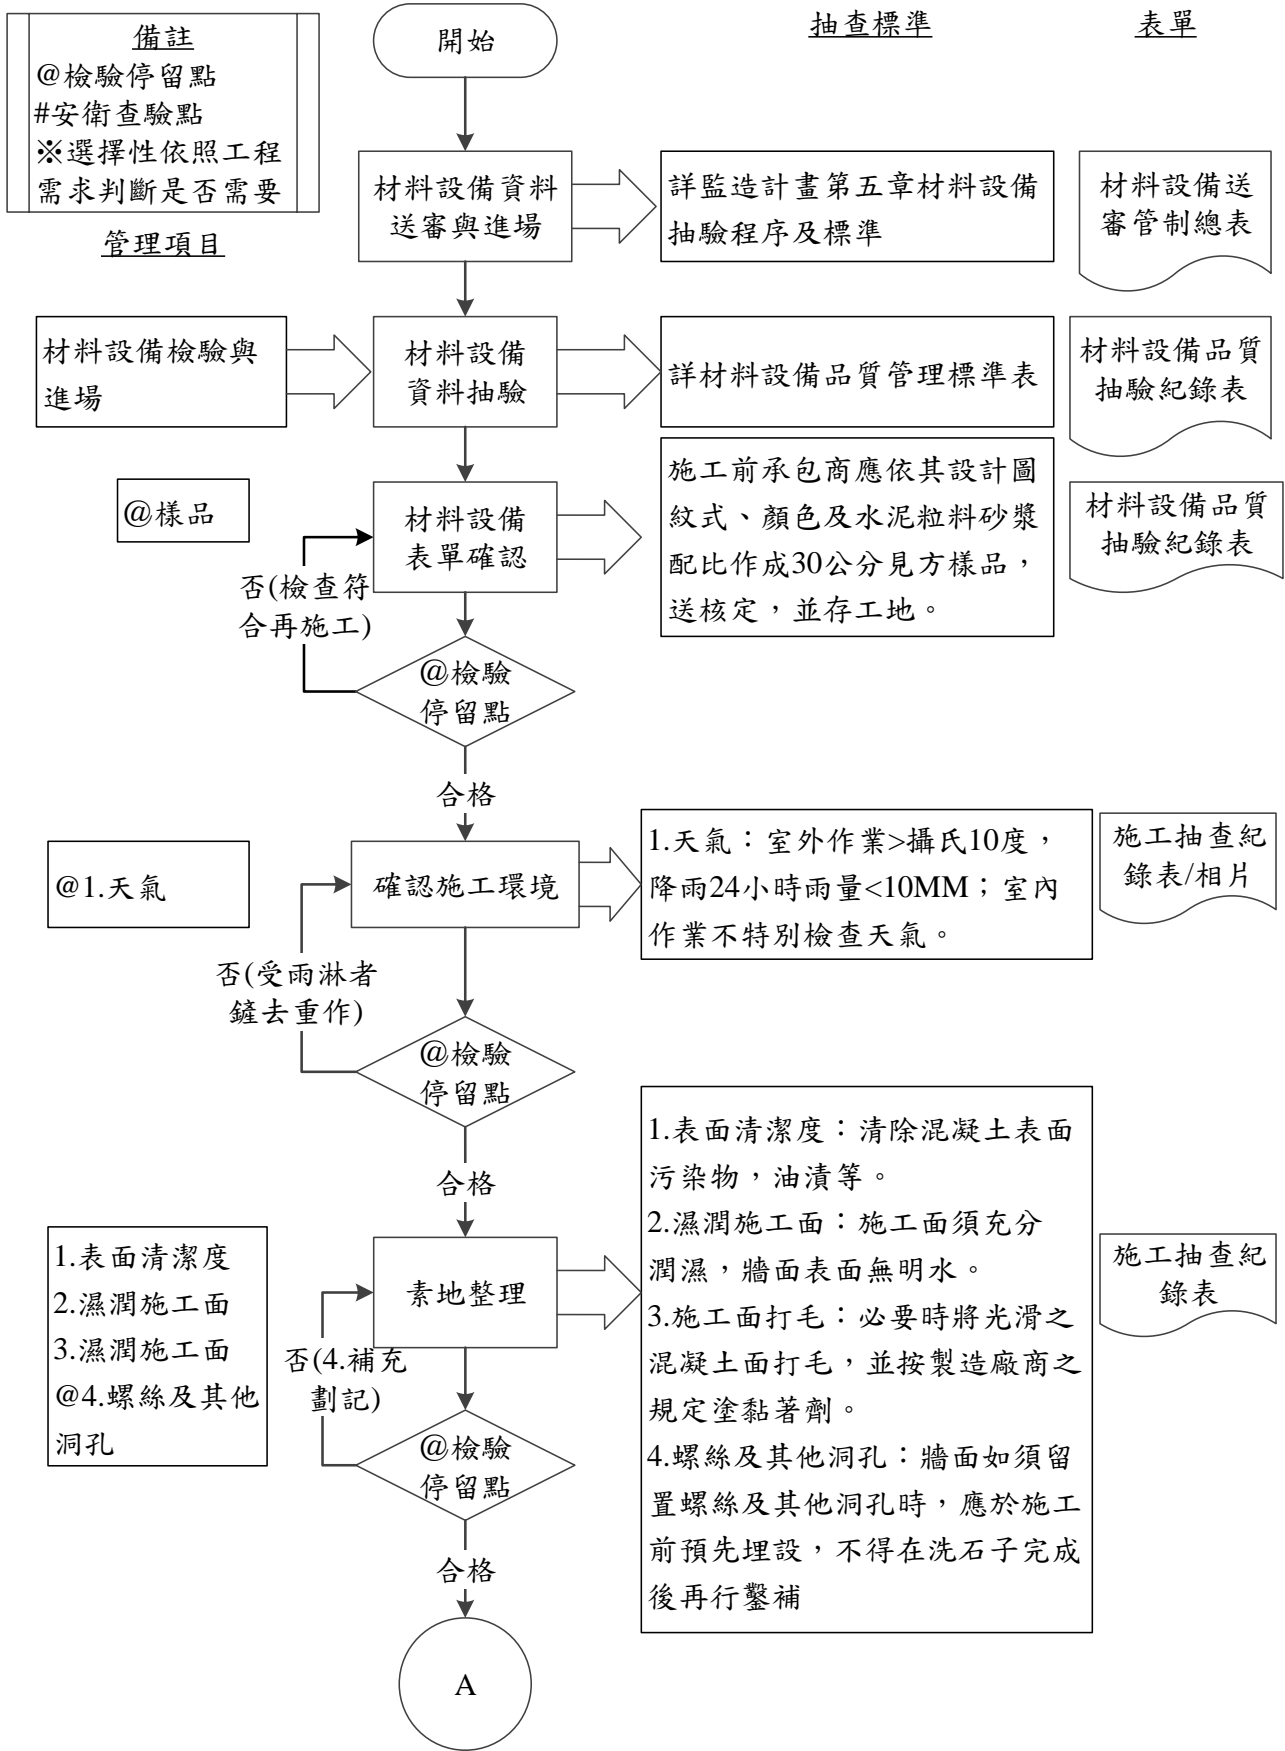 備註
@檢驗停留點
#安衛查驗點
※選擇性依照工程
需求判斷是否需要
管理項目
開始
抽查標準
表單
材料設備資料
送審與進場
詳監造計畫第五章材料設備
抽驗程序及標準
材料設備送
審管制總表
材料設備檢驗與
進場
材料設備
資料抽驗
詳材料設備品質管理標準表
材料設備品質
抽驗紀錄表
@樣品
材料設備
表單確認
施工前承包商應依其設計圖
紋式、顏色及水泥粒料砂漿
配比作成30公分見方樣品，
送核定，並存工地。
材料設備品質
抽驗紀錄表
否(檢查符
合再施工)
@檢驗
停留點
合格
@1.天氣
確認施工環境
1.天氣：室外作業>攝氏10度，
降雨24小時雨量<10MM；室內
作業不特別檢查天氣。
施工抽查紀
錄表/相片
否(受雨淋者
鏟去重作)
@檢驗
停留點
合格
1.表面清潔度
2.濕潤施工面
3.濕潤施工面
@4.螺絲及其他
洞孔
素地整理
1.表面清潔度：清除混凝土表面
污染物，油漬等。
2.濕潤施工面：施工面須充分
潤濕，牆面表面無明水。
3.施工面打毛：必要時將光滑之
混凝土面打毛，並按製造廠商之
規定塗黏著劑。
4.螺絲及其他洞孔：牆面如須留
置螺絲及其他洞孔時，應於施工
前預先埋設，不得在洗石子完成
後再行鑿補
施工抽查紀
錄表
否(4.補充
劃記)
@檢驗
停留點
合格
A